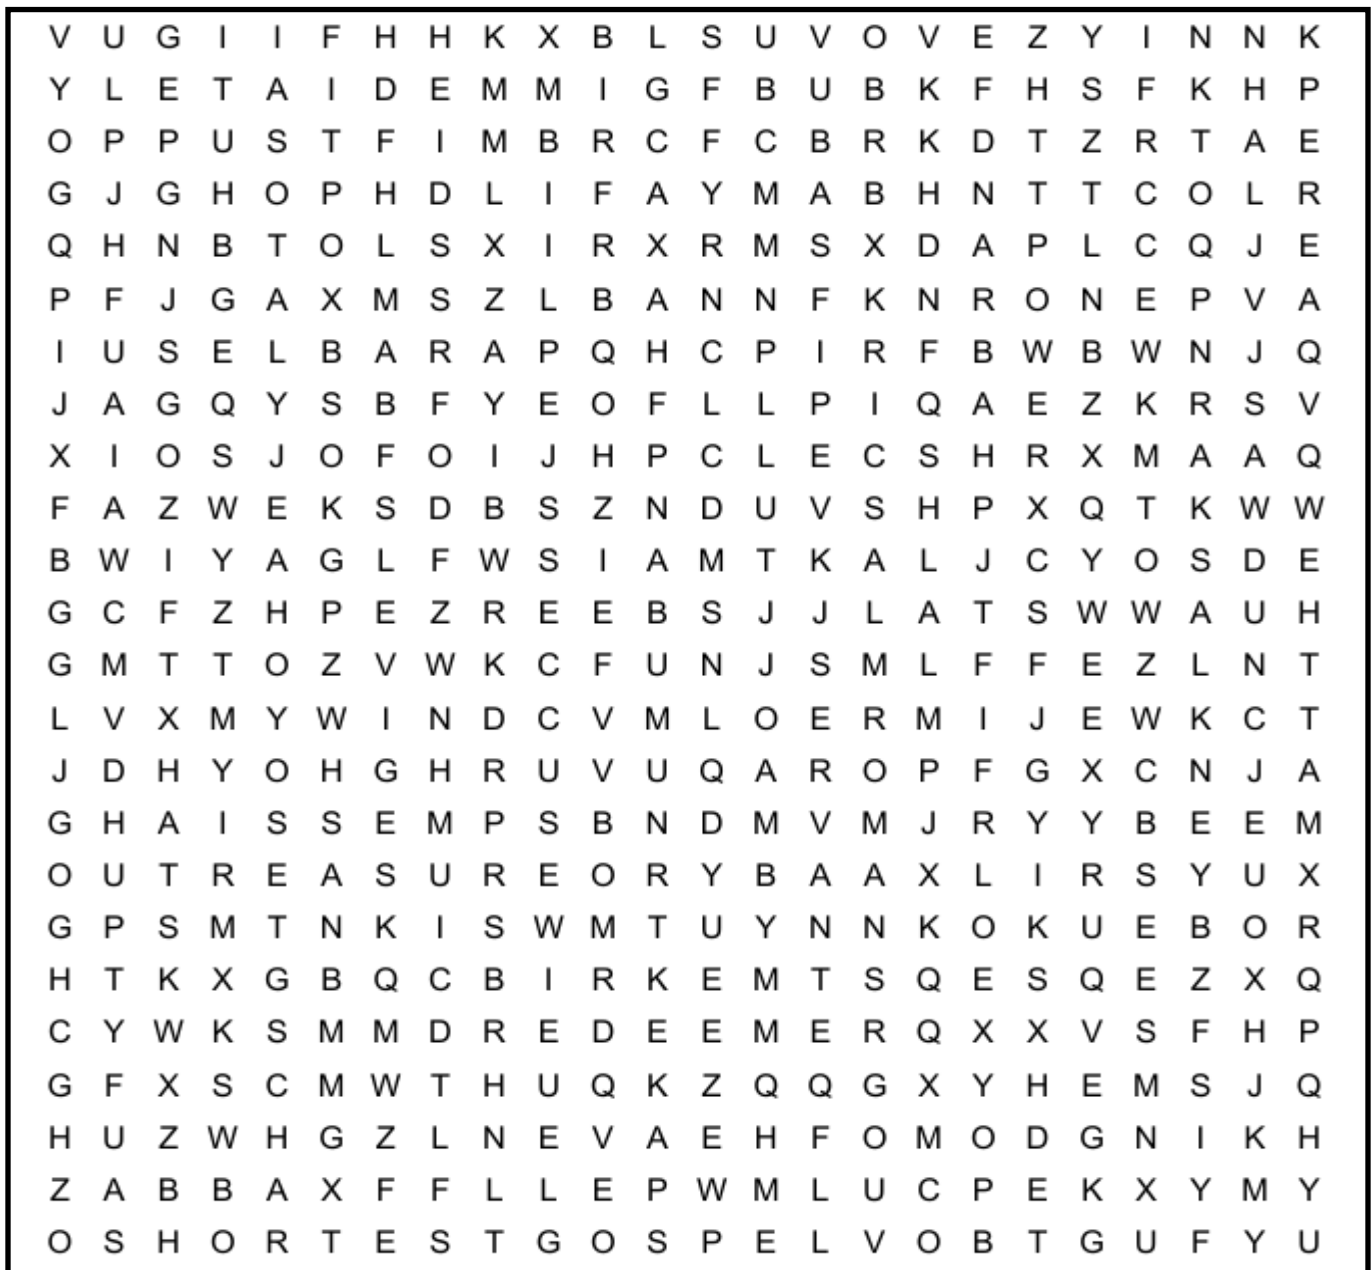 V U G I I F H H K X B L S U V O V E Z Y I N N K
Y L E T A I D E M M I G F B U B K F H S F K H P
O P P U S T F I M B R C F C B R K D T Z R T A E
G J G H O P H D L I F A Y M A B H N T T C O L R
Q H N B T O L S X I R X R M S X D A P L C Q J E
P F J G A X M S Z L B A N N F K N R O N E P V A
I U S E L B A R A P Q H C P I R F B W B W N J Q
J A G Q Y S B F Y E O F L L P I Q A E Z K R S V
X I O S J O F O I J H P C L E C S H R X M A A Q
F A Z W E K S D B S Z N D U V S H P X Q T K W W
B W I Y A G L F W S I A M T K A L J C Y O S D E
G C F Z H P E Z R E E B S J J L A T S W W A U H
G M T T O Z V W K C F U N J S M L F F E Z L N T
L V X M Y W I N D C V M L O E R M I J E W K C T
J D H Y O H G H R U V U Q A R O P F G X C N J A
G H A I S S E M P S B N D M V M J R Y Y B E E M
O U T R E A S U R E O R Y B A A X L I R S Y U X
G P S M T N K I S W M T U Y N N K O K U E B O R
H T K X G B Q C B I R K E M T S Q E S Q E Z X Q
C Y W K S M M D R E D E E M E R Q X X V S F H P
G F X S C M W T H U Q K Z Q Q G X Y H E M S J Q
H U Z W H G Z L N E V A E H F O M O D G N I K H
Z A B B A X F F L L E P W M L U C P E K X Y M Y
O S H O R T E S T G O S P E L V O B T G U F Y U